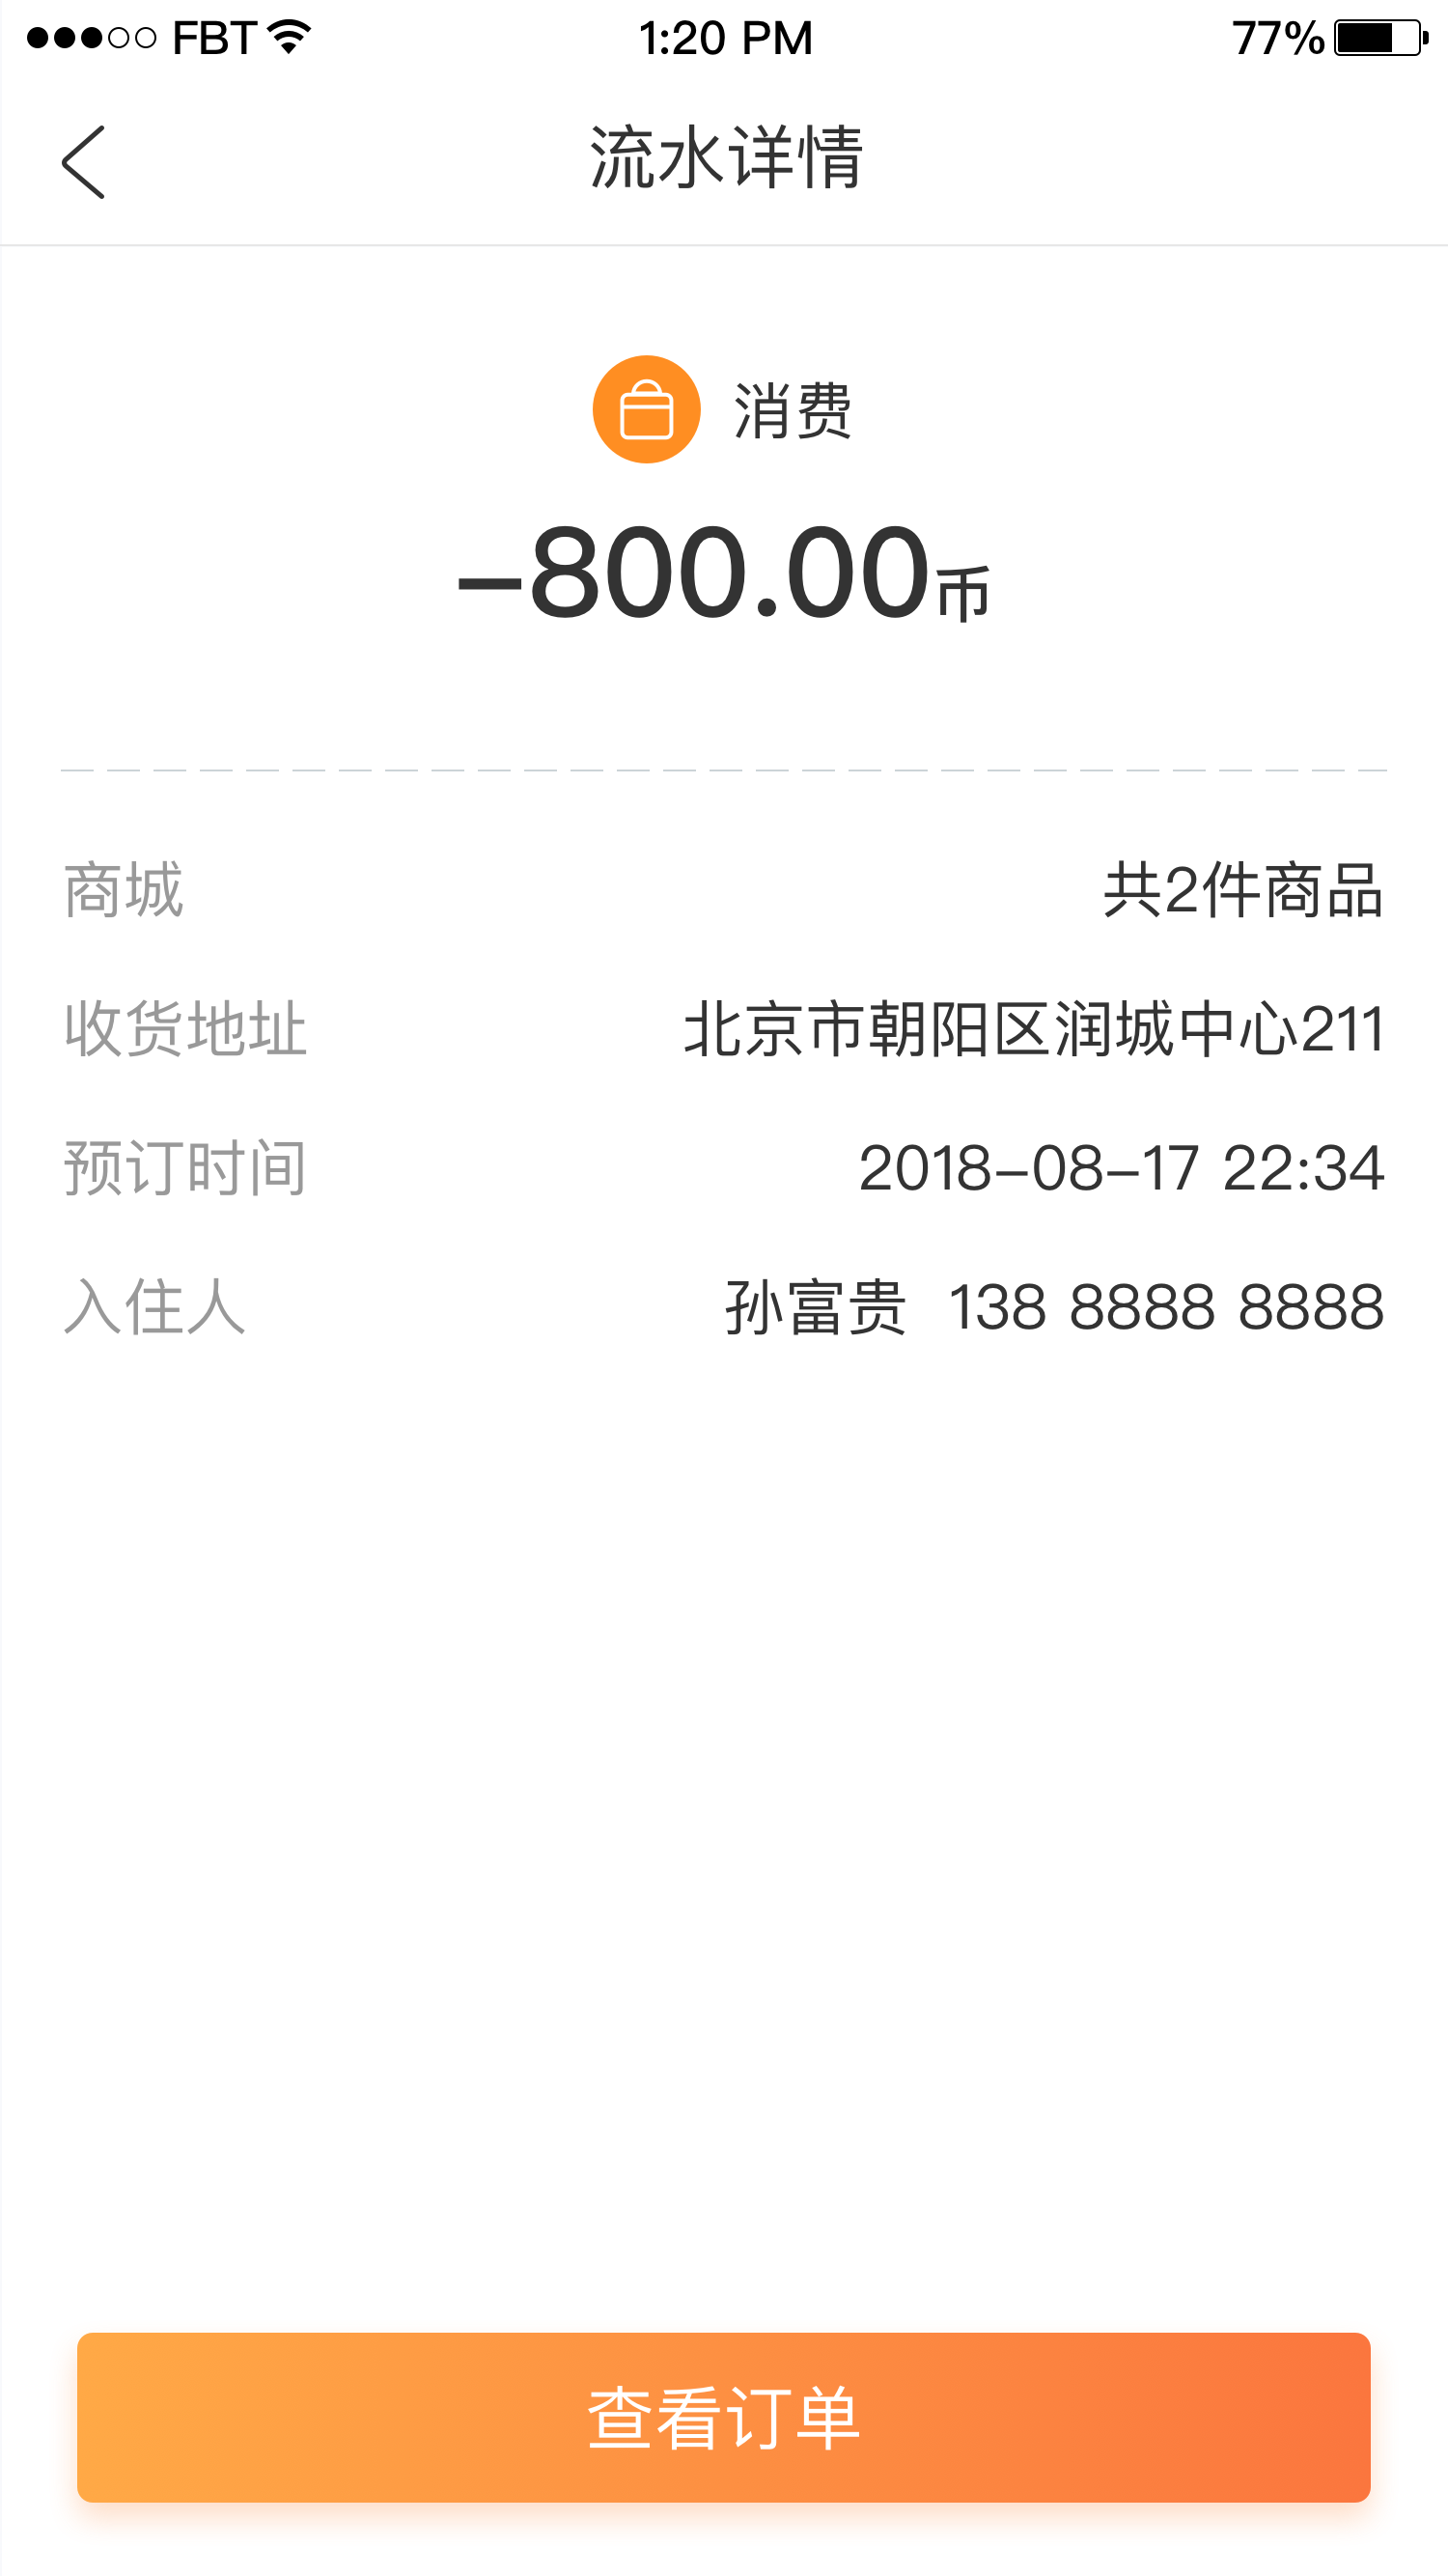 FBT 1:20 PM 77%
流水详情
消费
-800.00币
商城 共2件商品
收货地址 北京市朝阳区润城中心211
预订时间 2018-08-17 22:34
入住人 孙富贵 138 8888 8888
查看订单